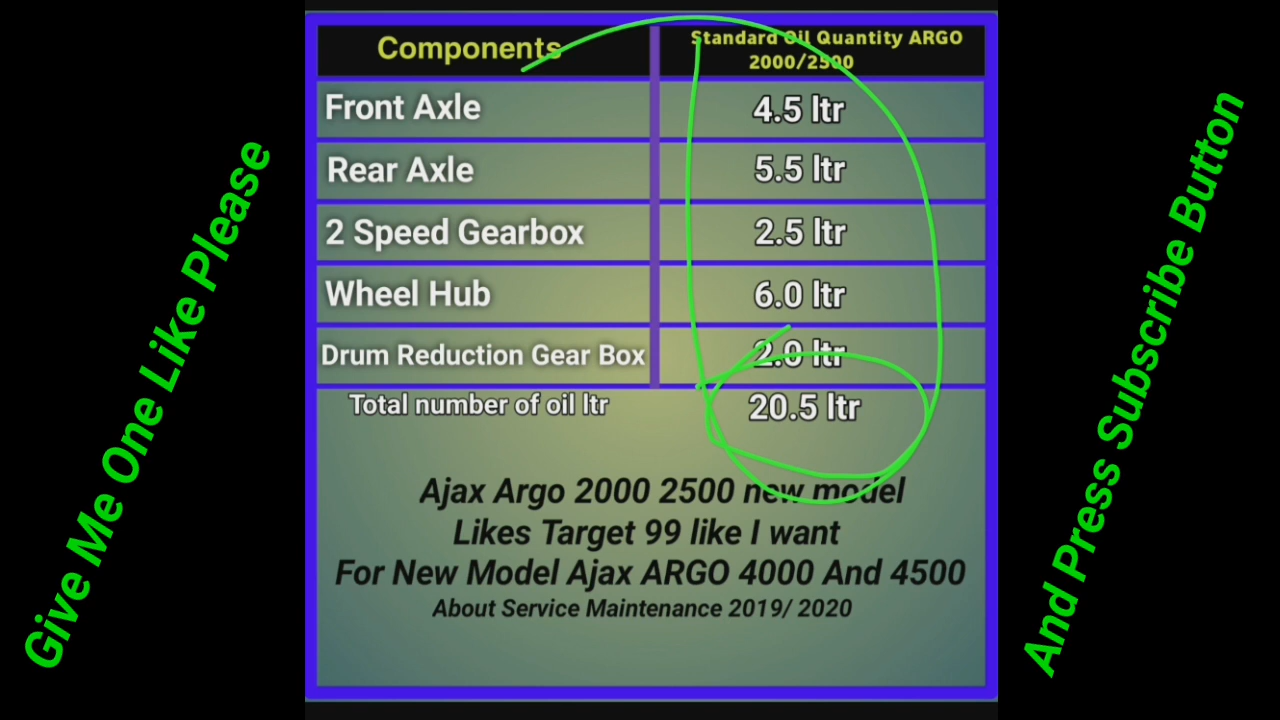 Components
Standard Oil Quantity ARGO
2000/2500
Front Axle
4.5 ltr
Rear Axle
5.5 ltr
2 Speed Gearbox
2.5 ltr
Wheel Hub
6.0 ltr
Drum Reduction Gear Box
2.0 ltr
Total number of oil ltr
20.5 ltr
Ajax Argo 2000 2500 new model
Likes Target 99 like I want
For New Model Ajax ARGO 4000 And 4500
About Service Maintenance 2019/ 2020
Give Me One Like Please
And Press Subscribe Button